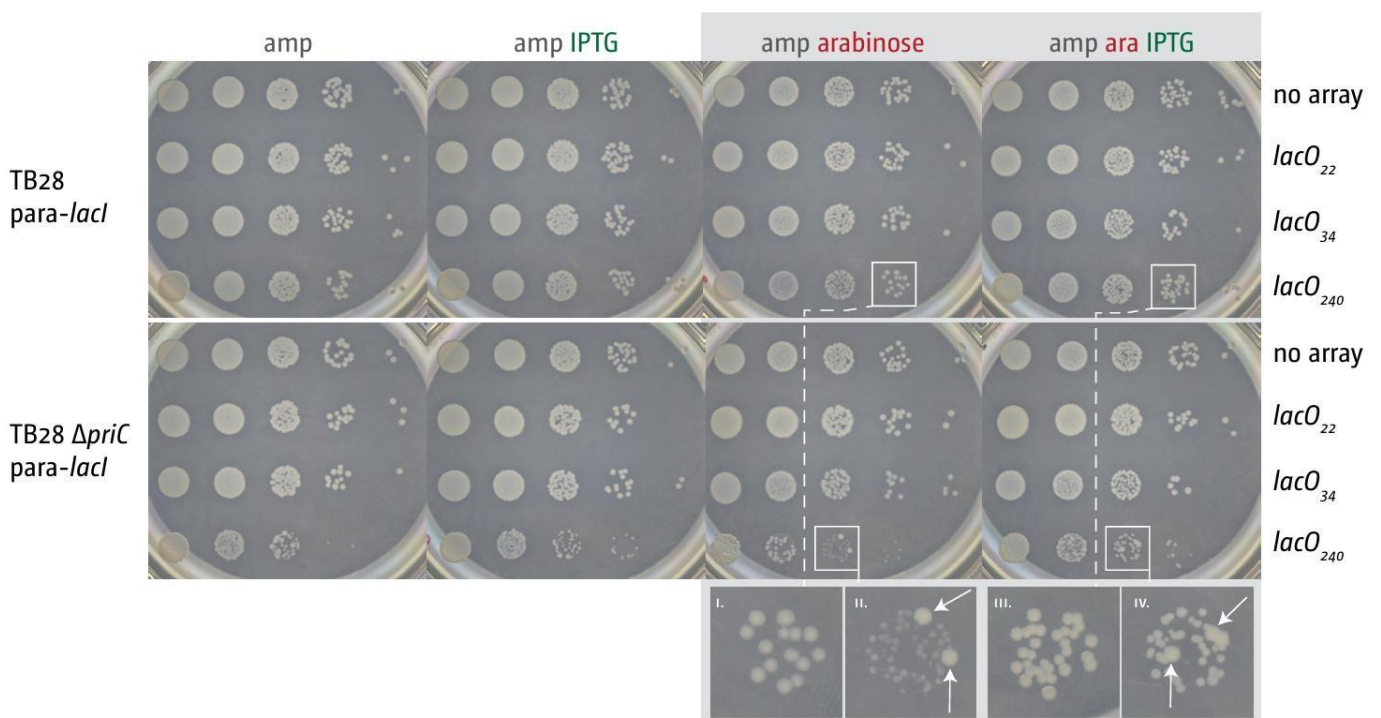 amp
amp IPTG
amp arabinose
amp ara IPTG
TB28
para-lacI
no array
lacO22
lacO34
lacO240
TB28 ΔpriC
para-lacI
no array
lacO22
lacO34
lacO240
I.
II.
III.
IV.